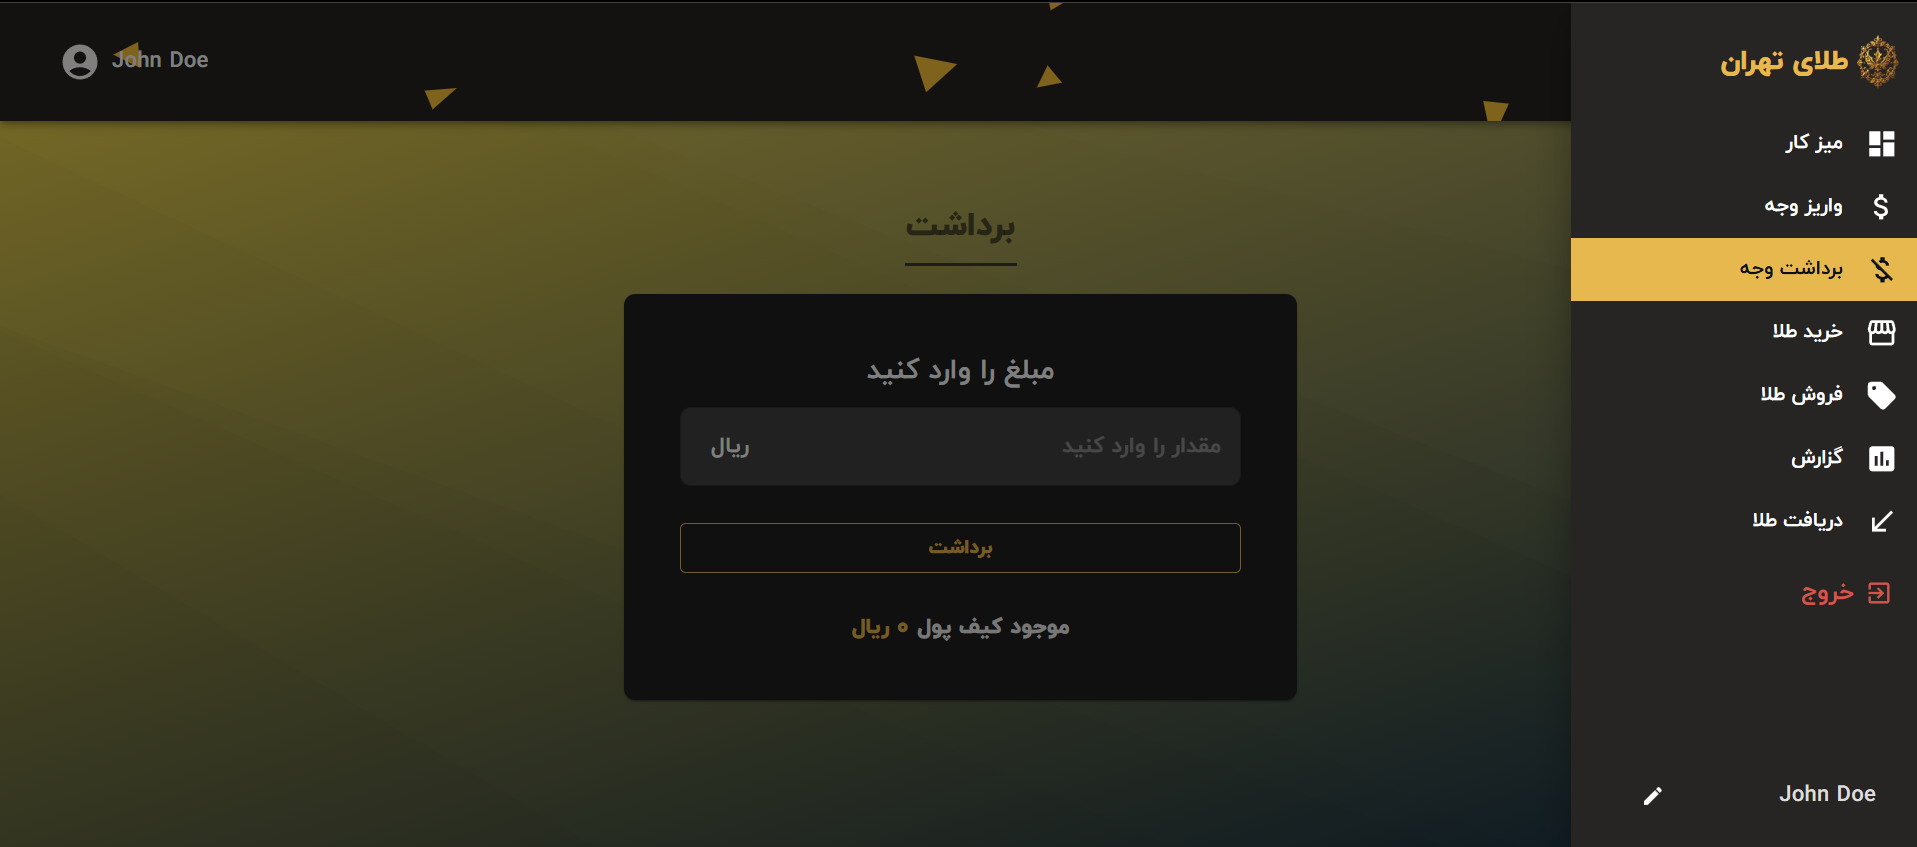 طلای تهران
میز کار
واریز وجه
برداشت وجه
خرید طلا
فروش طلا
گزارش
دریافت طلا
خروج
John Doe
John Doe
برداشت
مبلغ را وارد کنید
مقدار را وارد کنید ریال
برداشت
موجود کیف پول ۰ ریال